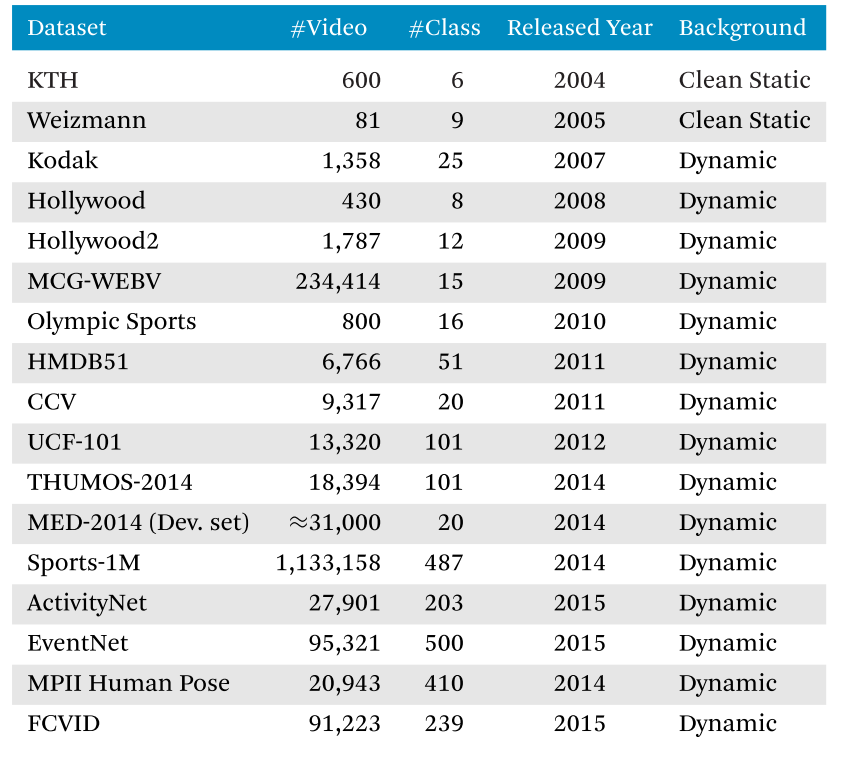 Dataset #Video #Class Released Year Background
KTH 600 6 2004 Clean Static
Weizmann 81 9 2005 Clean Static
Kodak 1,358 25 2007 Dynamic
Hollywood 430 8 2008 Dynamic
Hollywood2 1,787 12 2009 Dynamic
MCG-WEBV 234,414 15 2009 Dynamic
Olympic Sports 800 16 2010 Dynamic
HMDB51 6,766 51 2011 Dynamic
CCV 9,317 20 2011 Dynamic
UCF-101 13,320 101 2012 Dynamic
THUMOS-2014 18,394 101 2014 Dynamic
MED-2014 (Dev. set) ≈31,000 20 2014 Dynamic
Sports-1M 1,133,158 487 2014 Dynamic
ActivityNet 27,901 203 2015 Dynamic
EventNet 95,321 500 2015 Dynamic
MPII Human Pose 20,943 410 2014 Dynamic
FCVID 91,223 239 2015 Dynamic